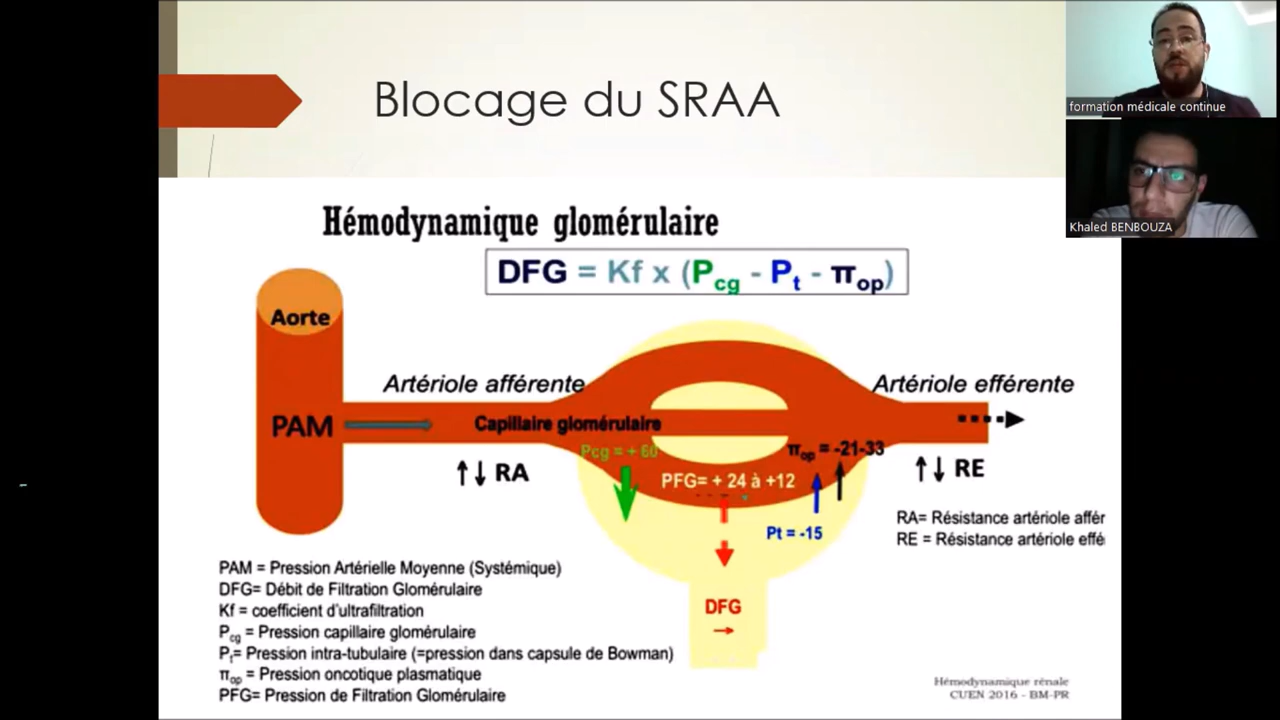 Blocage du SRAA
formation médicale continue
Khaled BENBOUZA
Hémodynamique glomérulaire
DFG = Kf x (Pcg - Pt - πop)
Aorte
Artériole afférente
Artériole efférente
PAM
Capillaire glomérulaire
Pcg = + 60
πop = -21-33
↑↓ RA
PFG= + 24 à +12
↑↓ RE
Pt = -15
RA= Résistance artériole affér
RE = Résistance artériole effé
DFG
PAM = Pression Artérielle Moyenne (Systémique)
DFG= Débit de Filtration Glomérulaire
Kf = coefficient d'ultrafiltration
Pcg = Pression capillaire glomérulaire
Pt= Pression intra-tubulaire (=pression dans capsule de Bowman)
πop = Pression oncotique plasmatique
PFG= Pression de Filtration Glomérulaire
Hémodynamique rénale
CUEN 2016 - BM-PR